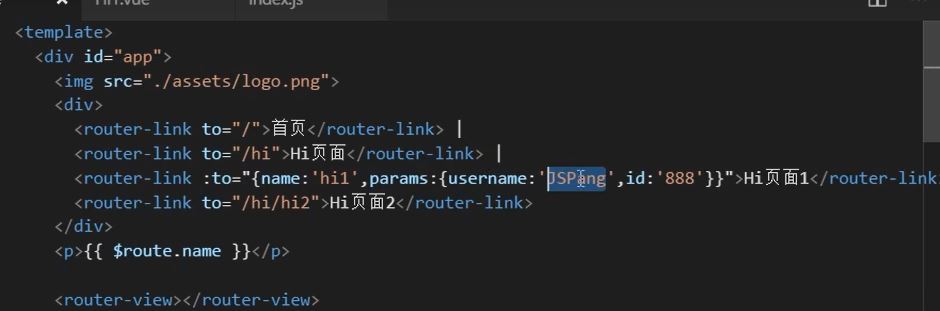 index.js
<template>
<div id="app">
<img src="./assets/logo.png">
<div>
<router-link to="/">首页</router-link> |
<router-link to="/hi">Hi页面</router-link> |
<router-link :to="{name:'hi1',params:{username:'JSPang',id:'888'}}">Hi页面1</router-link
<router-link to="/hi/hi2">Hi页面2</router-link>
</div>
<p>{{ $route.name }}</p>
<router-view></router-view>